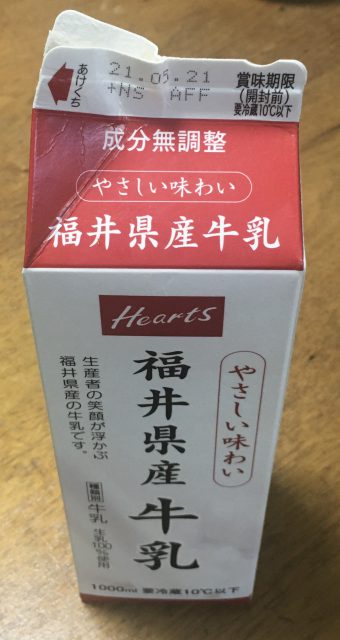 あけくち
21.05.21
+NS AFF
賞味期限
(開封前)
要冷蔵10℃以下
成分無調整
やさしい味わい
福井県産牛乳
Hearts
やさしい味わい
福井県産牛乳
生産者の笑顔が浮かぶ
福井県産の牛乳です。
種類別 牛乳 生乳100%使用
1000ml 要冷蔵10℃以下